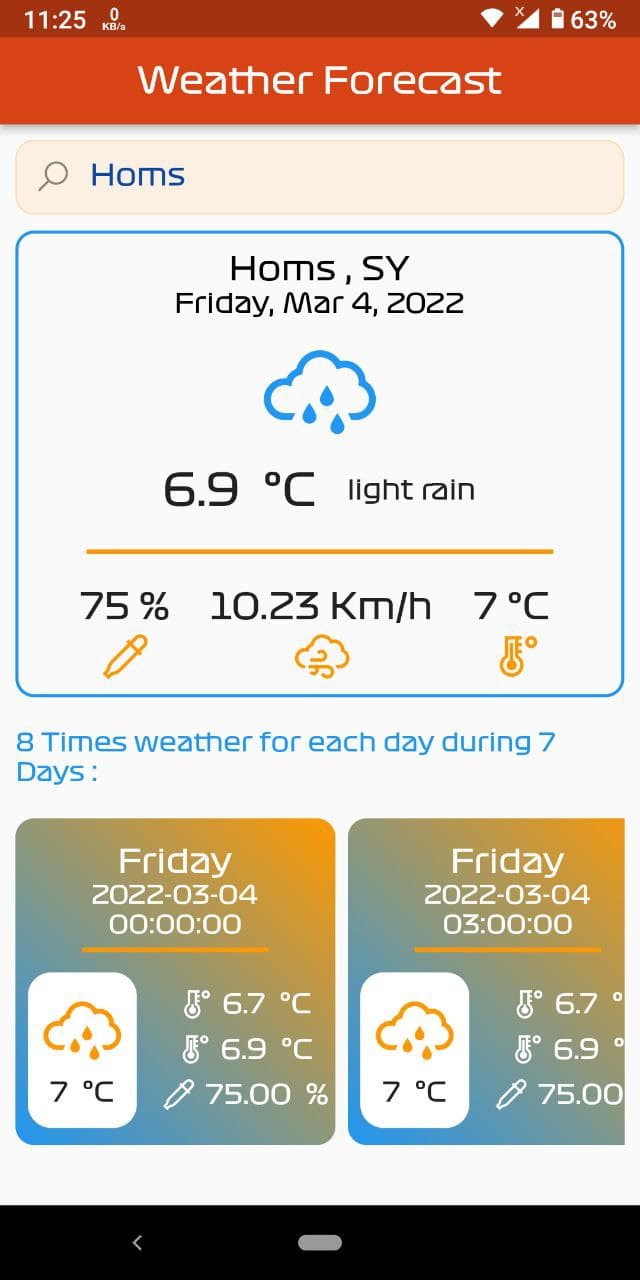 11:25 0 KB/s X 63%
Weather Forecast
Homs
Homs , SY
Friday, Mar 4, 2022
6.9 °C light rain
75 % 10.23 Km/h 7 °C
8 Times weather for each day during 7
Days :
Friday
2022-03-04
00:00:00
6.7 °C
6.9 °C
7 °C
75.00 %
Friday
2022-03-04
03:00:00
6.7 °
6.9 °
7 °C
75.00